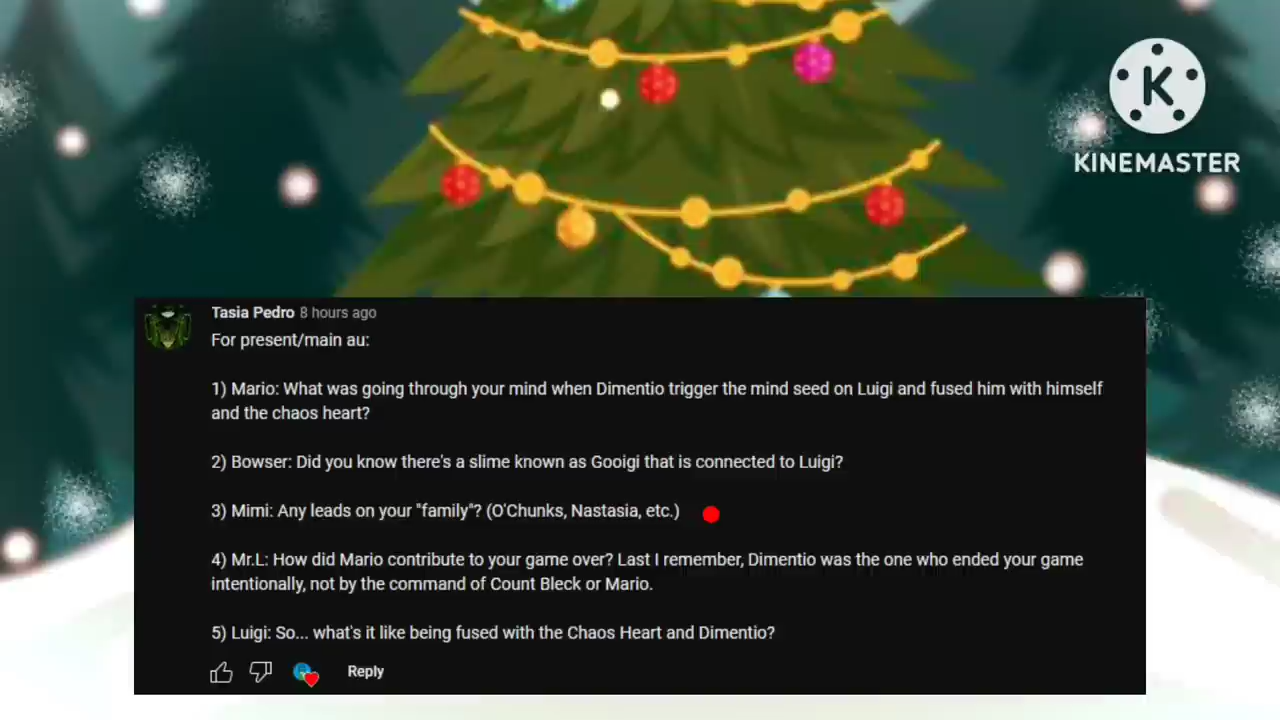 K
KINEMASTER
Tasia Pedro 8 hours ago
For present/main au:
1) Mario: What was going through your mind when Dimentio trigger the mind seed on Luigi and fused him with himself
and the chaos heart?
2) Bowser: Did you know there's a slime known as Gooigi that is connected to Luigi?
3) Mimi: Any leads on your "family"? (O'Chunks, Nastasia, etc.)
4) Mr.L: How did Mario contribute to your game over? Last I remember, Dimentio was the one who ended your game
intentionally, not by the command of Count Bleck or Mario.
5) Luigi: So... what's it like being fused with the Chaos Heart and Dimentio?
Reply